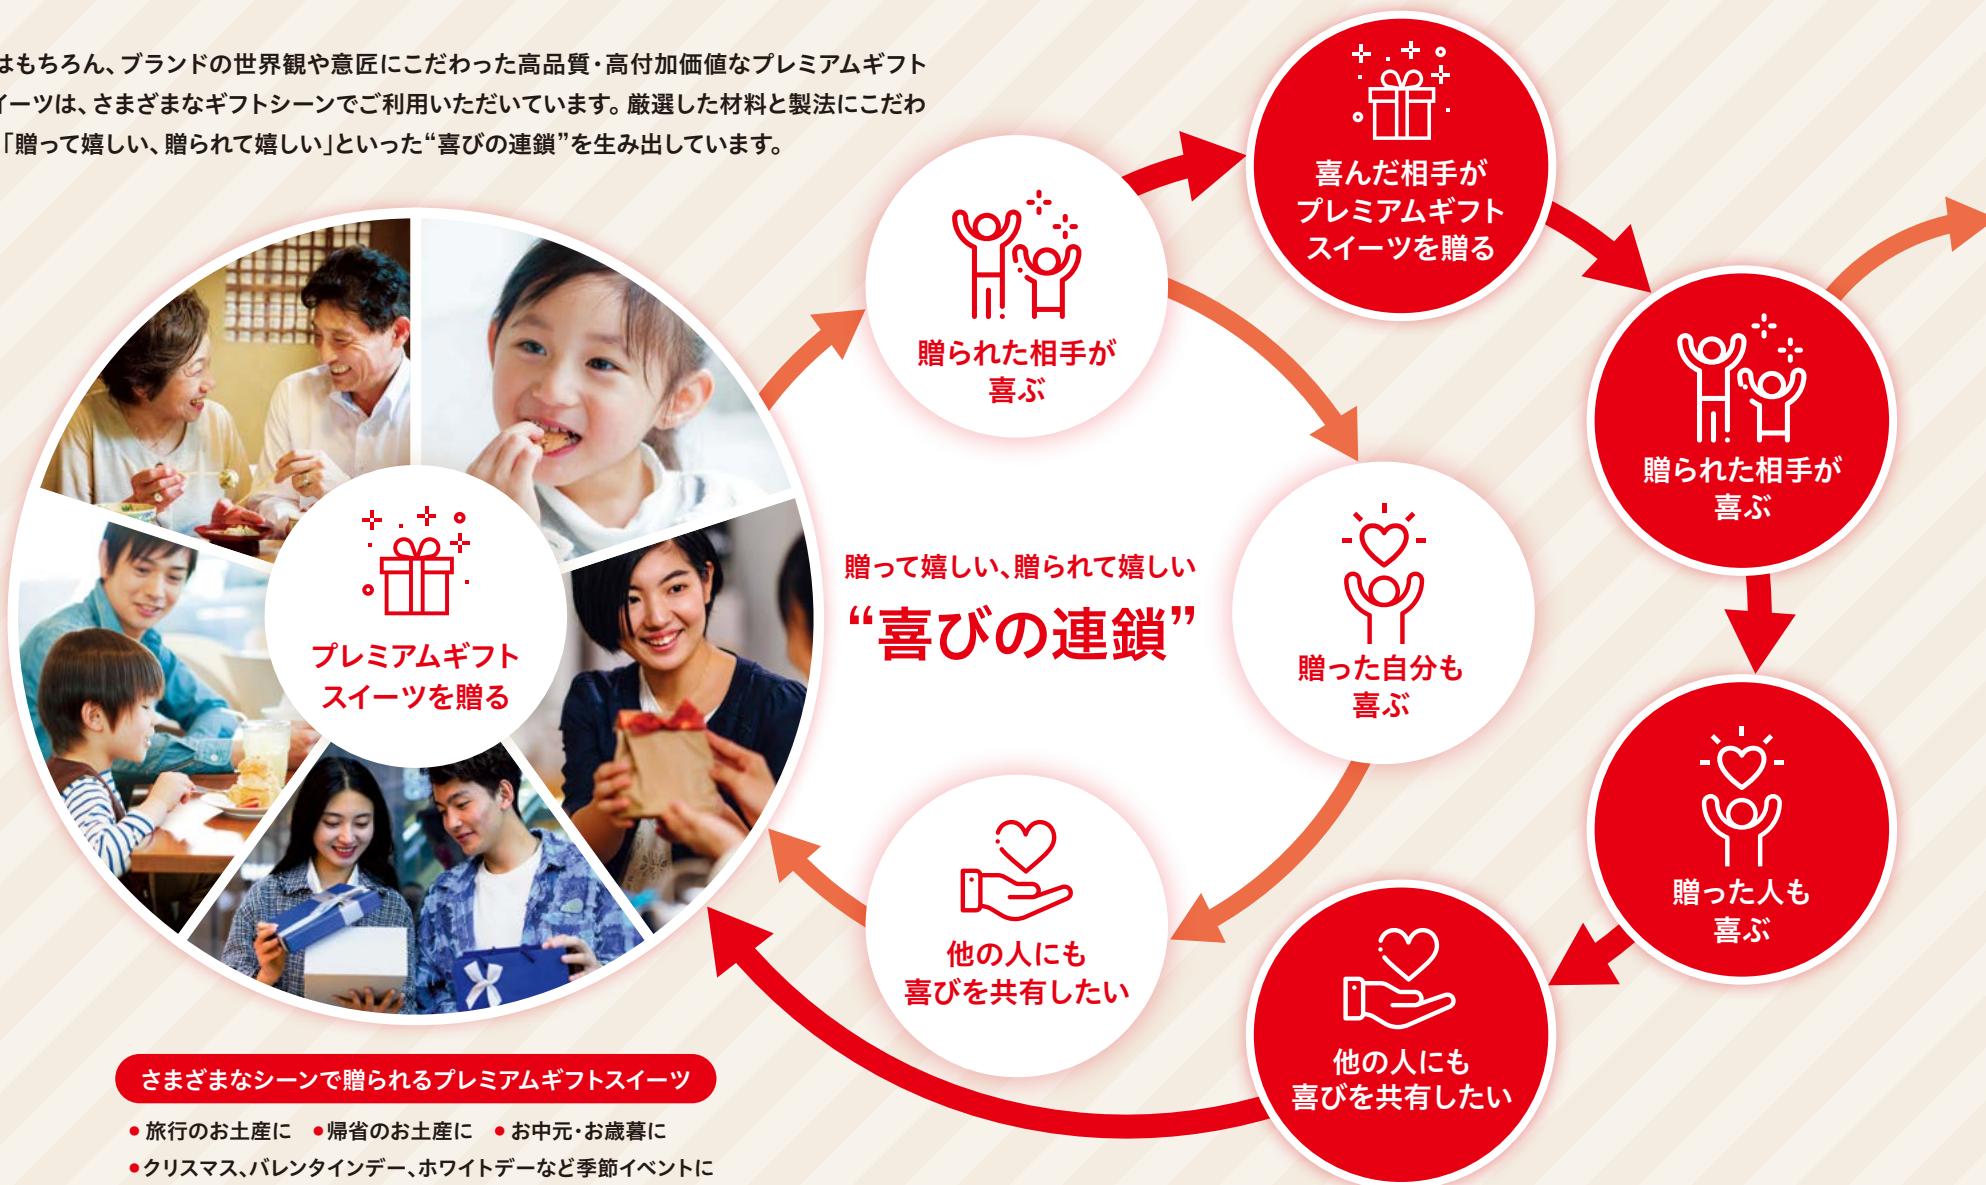 はもちろん、ブランドの世界観や意匠にこだわった高品質・高付加価値なプレミアムギフト
イーツは、さまざまなギフトシーンでご利用いただいています。厳選した材料と製法にこだわ
「贈って嬉しい、贈られて嬉しい」といった“喜びの連鎖”を生み出しています。
プレミアムギフト
スイーツを贈る
贈られた相手が
喜ぶ
贈った自分も
喜ぶ
他の人にも
喜びを共有したい
贈って嬉しい、贈られて嬉しい
“喜びの連鎖”
喜んだ相手が
プレミアムギフト
スイーツを贈る
贈られた相手が
喜ぶ
贈った人も
喜ぶ
他の人にも
喜びを共有したい
さまざまなシーンで贈られるプレミアムギフトスイーツ
●旅行のお土産に ●帰省のお土産に ●お中元・お歳暮に
●クリスマス、バレンタインデー、ホワイトデーなど季節イベントに